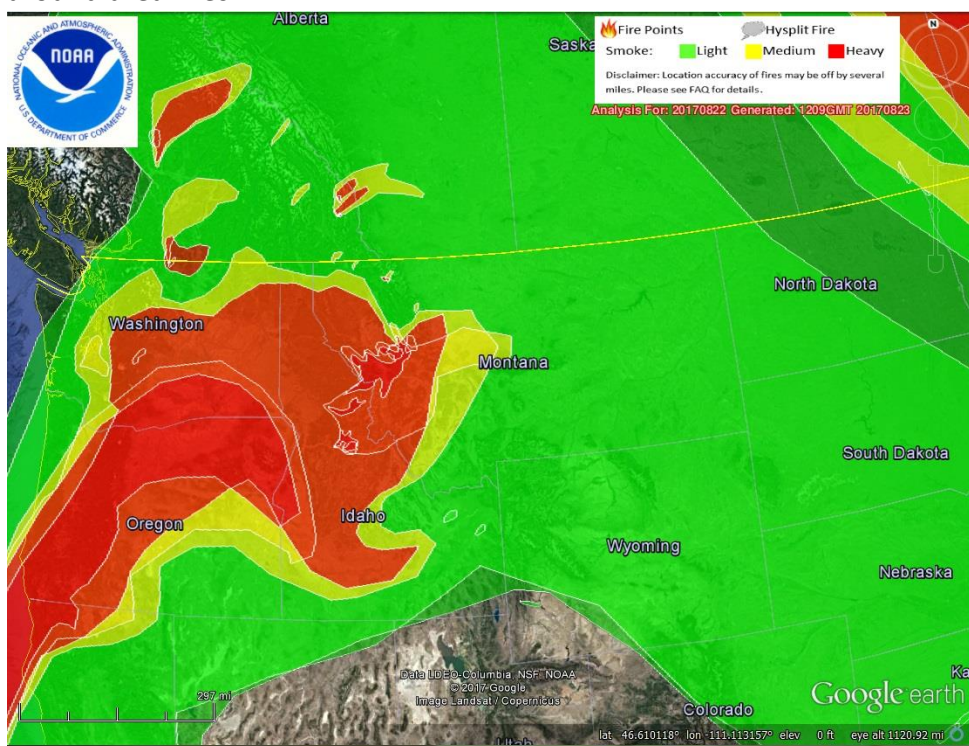 Alberta
NATIONAL OCEANIC AND ATMOSPHERIC ADMINISTRATION
NOAA
U.S. DEPARTMENT OF COMMERCE
Saska
Fire Points Hysplit Fire
Smoke: Light Medium Heavy
Disclaimer: Location accuracy of fires may be off by several
miles. Please see FAQ for details.
N
Analysis For: 20170822 Generated: 1209GMT 20170823
North Dakota
Washington
Montana
South Dakota
Oregon
Idaho
Wyoming
Nebraska
Ka
297 mi
Data LDEO-Columbia, NSF, NOAA
© 2017 Google
Image Landsat / Copernicus
Google earth
Colorado
Utah
lat 46.610118° lon -111.113157° elev 0 ft eye alt 1120.92 mi